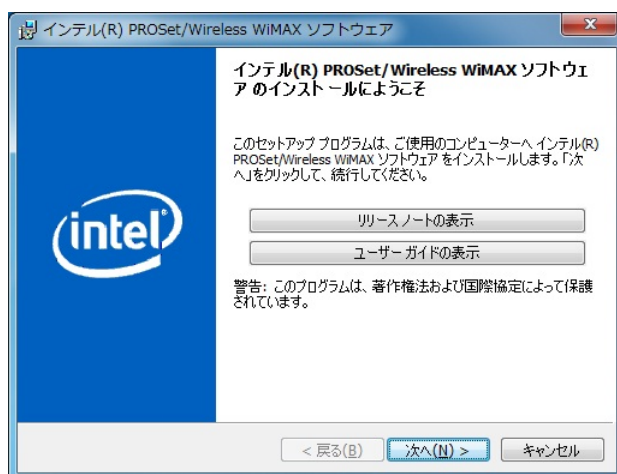 インテル(R) PROSet/Wireless WiMAX ソフトウェア
インテル(R) PROSet/Wireless WiMAX ソフトウェ
ア のインストールにようこそ
このセットアップ プログラムは、ご使用のコンピューターへ インテル(R)
PROSet/Wireless WiMAX ソフトウェア をインストールします。「次
へ」をクリックして、続行してください。
intel
リリース ノートの表示
ユーザー ガイドの表示
警告: このプログラムは、著作権法および国際協定によって保護
されています。
< 戻る(B)
次へ(N) >
キャンセル